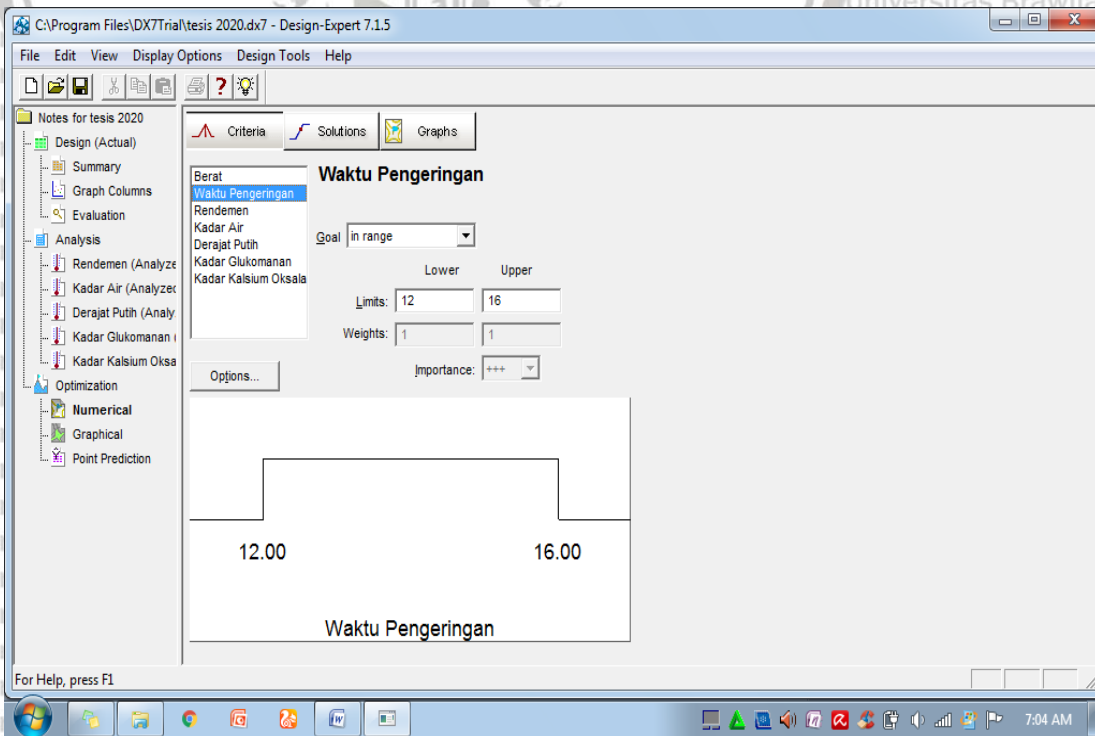 Universitas Brawijaya
C:\Program Files\DX7Trial\tesis 2020.dx7 - Design-Expert 7.1.5
File Edit View Display Options Design Tools Help
Notes for tesis 2020
Design (Actual)
Summary
Graph Columns
Evaluation
Analysis
Rendemen (Analyze
Kadar Air (Analyzed
Derajat Putih (Analy
Kadar Glukomanan (
Kadar Kalsium Oksa
Optimization
Numerical
Graphical
Point Prediction
Criteria Solutions Graphs
Berat
Waktu Pengeringan
Rendemen
Kadar Air
Derajat Putih
Kadar Glukomanan
Kadar Kalsium Oksala
Options...
Waktu Pengeringan
Goal in range
Lower Upper
Limits: 12 16
Weights: 1 1
Importance: +++
12.00 16.00
Waktu Pengeringan
For Help, press F1
7:04 AM